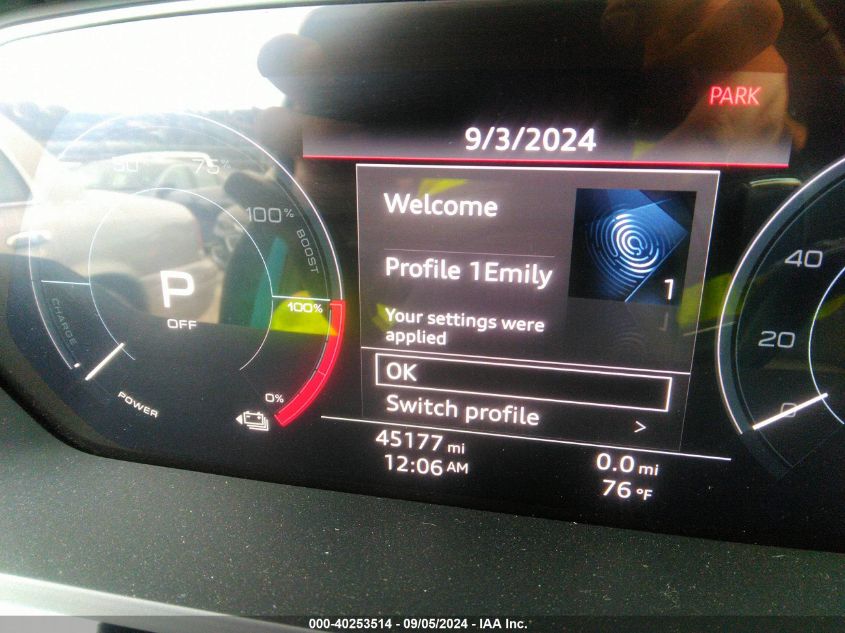 PARK
9/3/2024
Welcome
Profile 1Emily
1
Your settings were
applied
OK
Switch profile >
45177 mi
12:06 AM
0.0 mi
76 °F
50% 75%
100%
BOOST
P
OFF
100%
CHARGE
POWER
0%
40
20
0
000-40253514 - 09/05/2024 - IAA Inc.